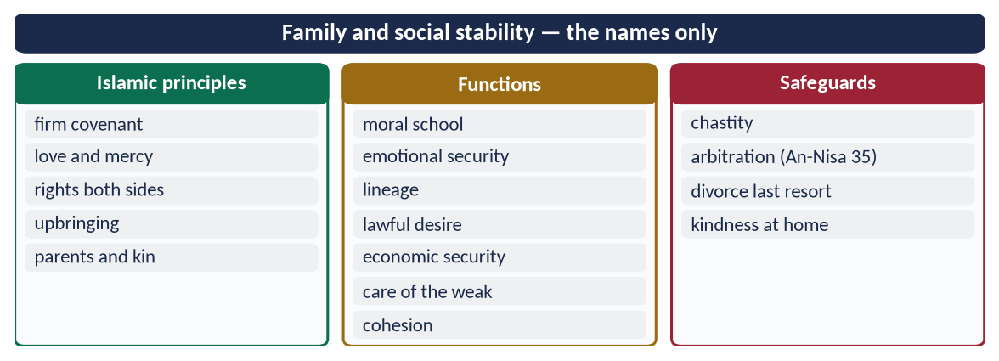 Family and social stability — the names only
Islamic principles
firm covenant
love and mercy
rights both sides
upbringing
parents and kin
Functions
moral school
emotional security
lineage
lawful desire
economic security
care of the weak
cohesion
Safeguards
chastity
arbitration (An-Nisa 35)
divorce last resort
kindness at home